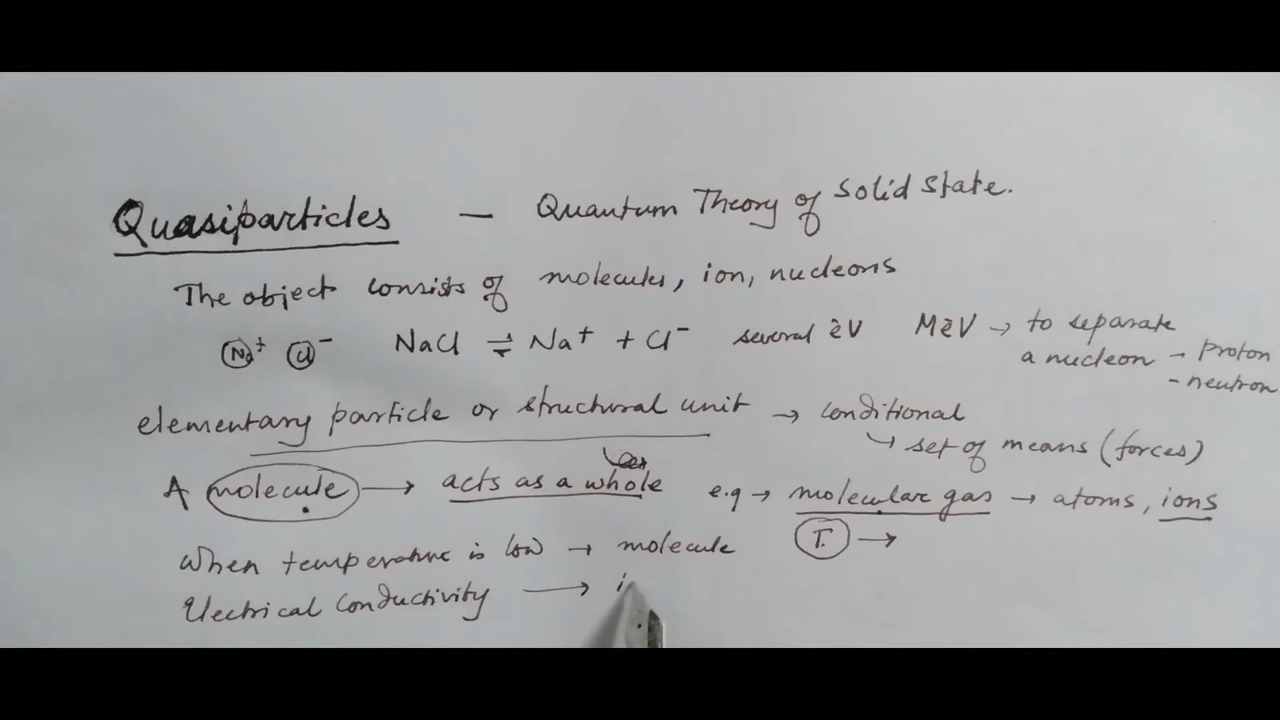 Quasiparticles — Quantum Theory of Solid State.
The object consists of molecules, ion, nucleons
Na+ Cl- NaCl ⇌ Na+ + Cl- several eV MeV → to separate
a nucleon - proton
- neutron
elementary particle or structural unit → conditional
↳ set of means (forces)
A molecule → acts as a whole e.g → molecular gas → atoms, ions
When temperature is low → molecule T. →
Electrical Conductivity → i